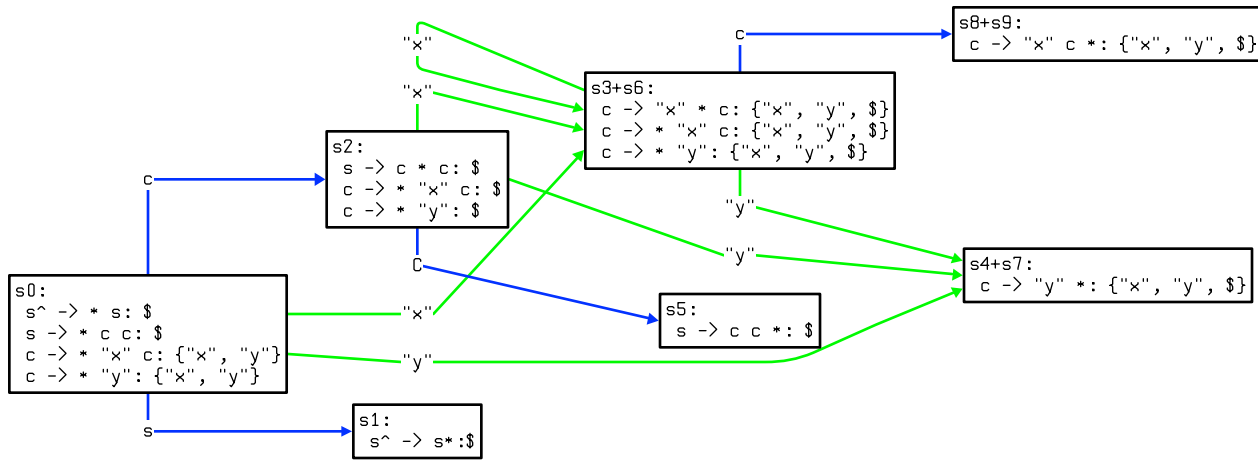 s8+s9:
c -> "x" c *: {"x", "y", $}
c
"x"
s3+s6:
c -> "x" * c: {"x", "y", $}
c -> * "x" c: {"x", "y", $}
c -> * "y": {"x", "y", $}
"x"
s2:
s -> c * c: $
c -> * "x" c: $
c -> * "y": $
c
"y"
"y"
C
s4+s7:
c -> "y" *: {"x", "y", $}
s0:
s^ -> * s: $
s -> * c c: $
c -> * "x" c: {"x", "y"}
c -> * "y": {"x", "y"}
"x"
"y"
s5:
s -> c c *: $
s
s1:
s^ -> s*:$